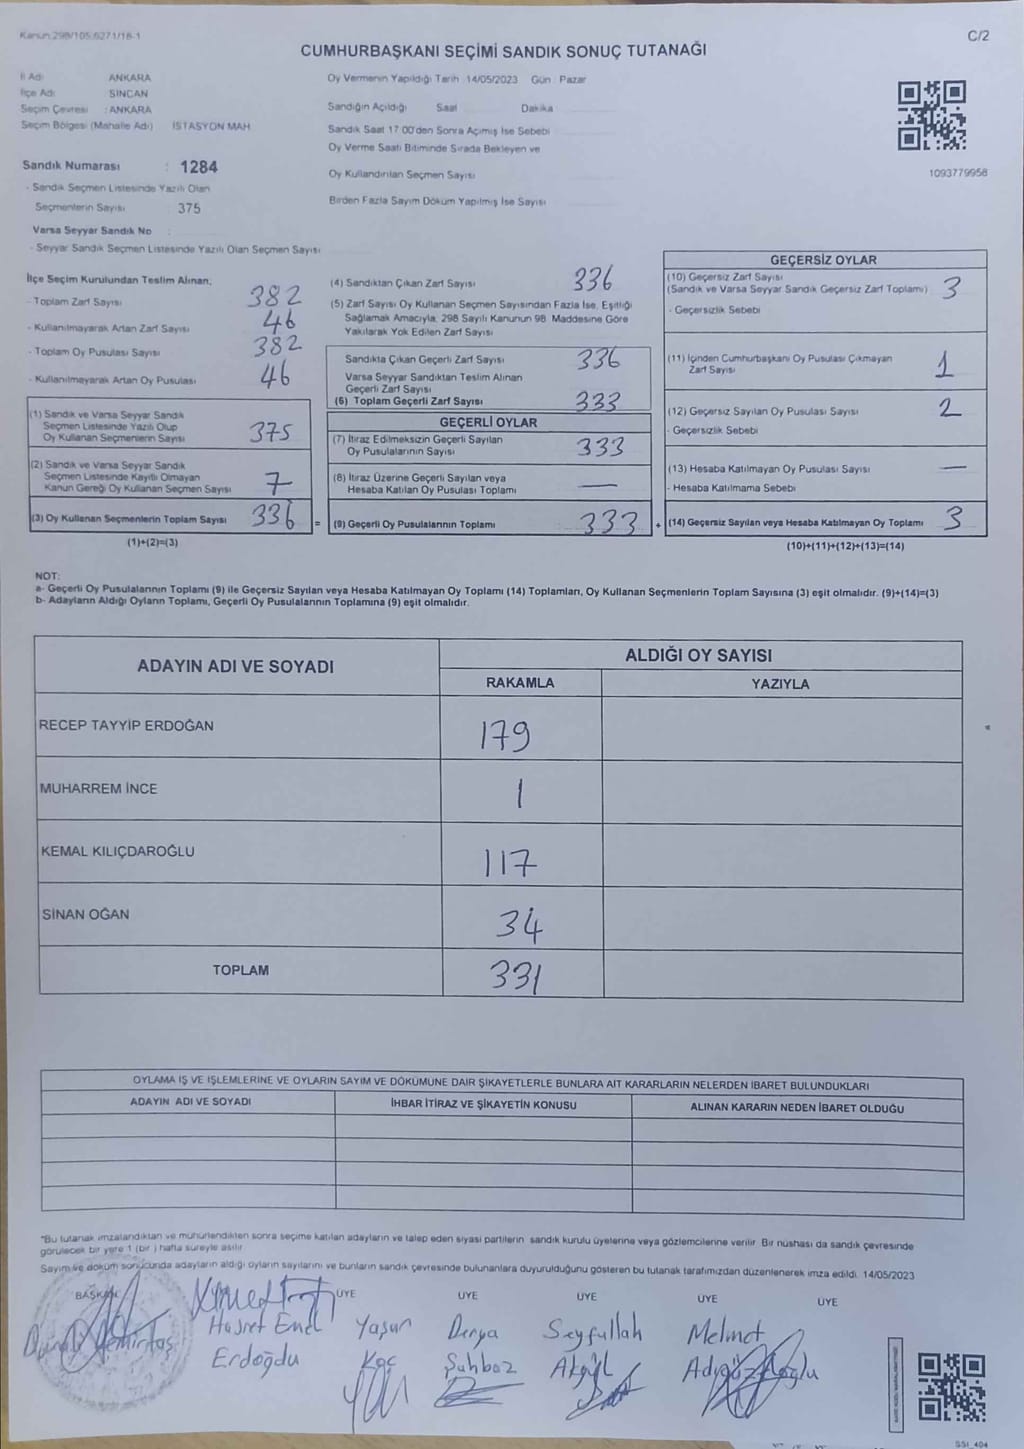 Kanun:298/105,6271/18-1
C/2
CUMHURBAŞKANI SEÇİMİ SANDIK SONUÇ TUTANAĞI
İl Adı : ANKARA
İlçe Adı : SİNCAN
Seçim Çevresi : ANKARA
Seçim Bölgesi (Mahalle Adı) İSTASYON MAH.
Oy Vermenin Yapıldığı Tarih :14/05/2023 Gün : Pazar
Sandığın Açıldığı Saat Dakika
Sandık Saat 17:00'den Sonra Açılmış İse Sebebi
Oy Verme Saati Bitiminde Sırada Bekleyen ve
Oy Kullandırılan Seçmen Sayısı
Birden Fazla Sayım Döküm Yapılmış İse Sayısı
1093779958
Sandık Numarası : 1284
- Sandık Seçmen Listesinde Yazılı Olan
Seçmenlerin Sayısı : 375
Varsa Seyyar Sandık No :
- Seyyar Sandık Seçmen Listesinde Yazılı Olan Seçmen Sayısı
İlçe Seçim Kurulundan Teslim Alınan;
- Toplam Zarf Sayısı 382
- Kullanılmayarak Artan Zarf Sayısı 46
- Toplam Oy Pusulası Sayısı 382
- Kullanılmayarak Artan Oy Pusulası 46
(1) Sandık ve Varsa Seyyar Sandık
Seçmen Listesinde Yazılı Olup
Oy Kullanan Seçmenlerin Sayısı 375
(2) Sandık ve Varsa Seyyar Sandık
Seçmen Listesinde Kayıtlı Olmayan
Kanun Gereği Oy Kullanan Seçmen Sayısı 7
(3) Oy Kullanan Seçmenlerin Toplam Sayısı 336
(1)+(2)=(3)
=
(4) Sandıktan Çıkan Zarf Sayısı 336
(5) Zarf Sayısı Oy Kullanan Seçmen Sayısından Fazla İse, Eşitliği
Sağlamak Amacıyla, 298 Sayılı Kanunun 98. Maddesine Göre
Yakılarak Yok Edilen Zarf Sayısı
Sandıkta Çıkan Geçerli Zarf Sayısı 336
Varsa Seyyar Sandıktan Teslim Alınan
Geçerli Zarf Sayısı
(6) Toplam Geçerli Zarf Sayısı 333
GEÇERLİ OYLAR
(7) İtiraz Edilmeksizin Geçerli Sayılan
Oy Pusulalarının Sayısı 333
(8) İtiraz Üzerine Geçerli Sayılan veya
Hesaba Katılan Oy Pusulası Toplamı —
(9) Geçerli Oy Pusulalarının Toplamı 333
+
GEÇERSİZ OYLAR
(10) Geçersiz Zarf Sayısı
(Sandık ve Varsa Seyyar Sandık Geçersiz Zarf Toplamı) 3
- Geçersizlik Sebebi
(11) İçinden Cumhurbaşkanı Oy Pusulası Çıkmayan
Zarf Sayısı 1
(12) Geçersiz Sayılan Oy Pusulası Sayısı 2
- Geçersizlik Sebebi
(13) Hesaba Katılmayan Oy Pusulası Sayısı —
- Hesaba Katılmama Sebebi
(14) Geçersiz Sayılan veya Hesaba Katılmayan Oy Toplamı 3
(10)+(11)+(12)+(13)=(14)
NOT:
a- Geçerli Oy Pusulalarının Toplamı (9) ile Geçersiz Sayılan veya Hesaba Katılmayan Oy Toplamı (14) Toplamları, Oy Kullanan Seçmenlerin Toplam Sayısına (3) eşit olmalıdır. (9)+(14)=(3)
b- Adayların Aldığı Oyların Toplamı, Geçerli Oy Pusulalarının Toplamına (9) eşit olmalıdır.
ADAYIN ADI VE SOYADI
ALDIĞI OY SAYISI
RAKAMLA YAZIYLA
RECEP TAYYİP ERDOĞAN 179
MUHARREM İNCE 1
KEMAL KILIÇDAROĞLU 117
SİNAN OĞAN 34
TOPLAM 331
OYLAMA İŞ VE İŞLEMLERİNE VE OYLARIN SAYIM VE DÖKÜMÜNE DAİR ŞİKAYETLERLE BUNLARA AİT KARARLARIN NELERDEN İBARET BULUNDUKLARI
ADAYIN ADI VE SOYADI İHBAR İTİRAZ VE ŞİKAYETİN KONUSU ALINAN KARARIN NEDEN İBARET OLDUĞU
*Bu tutanak imzalandıktan ve mühürlendikten sonra seçime katılan adayların ve talep eden siyasi partilerin sandık kurulu üyelerine veya gözlemcilerine verilir. Bir nüshası da sandık çevresinde
görülecek bir yere 1 (bir ) hafta süreyle asılır.
Sayım ve döküm sonucunda adayların aldığı oyların sayılarını ve bunların sandık çevresinde bulunanlara duyurulduğunu gösteren bu tutanak tarafımızdan düzenlenerek imza edildi. 14/05/2023
BAŞKAN ÜYE ÜYE ÜYE ÜYE ÜYE
Demirtaş
Hasret Emel
Erdoğdu
Yaşar
Koç
Derya
Şahbaz
Seyfullah
Akgül
Mehmet
Adıgüzeloğlu
SSI_404